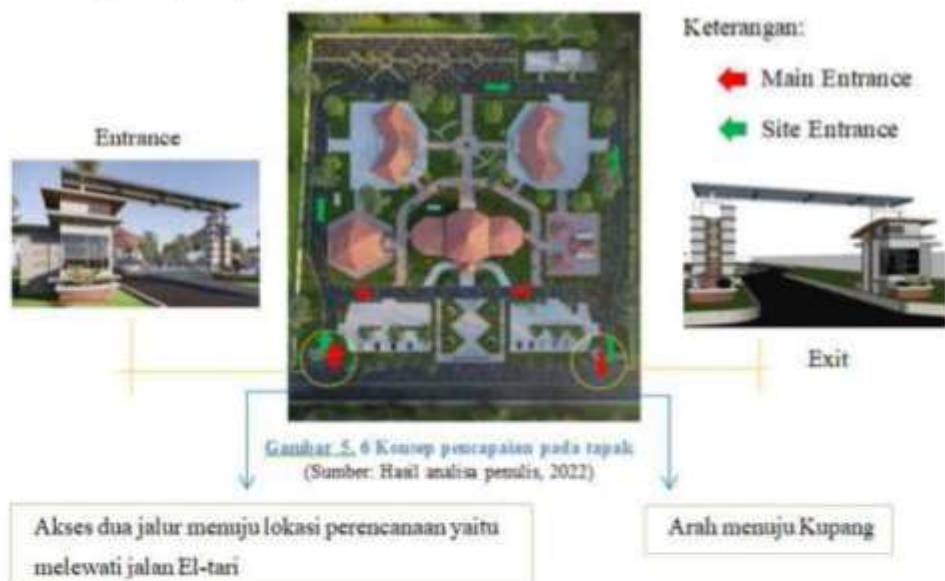 Keterangan:
Main Entrance
Site Entrance
Entrance
Exit
Gambar 5. 6 Konsep pencapaian pada tapak
(Sumber: Hasil analisa penulis, 2022)
Akses dua jalur menuju lokasi perencanaan yaitu
melewati jalan El-tari
Arah menuju Kupang